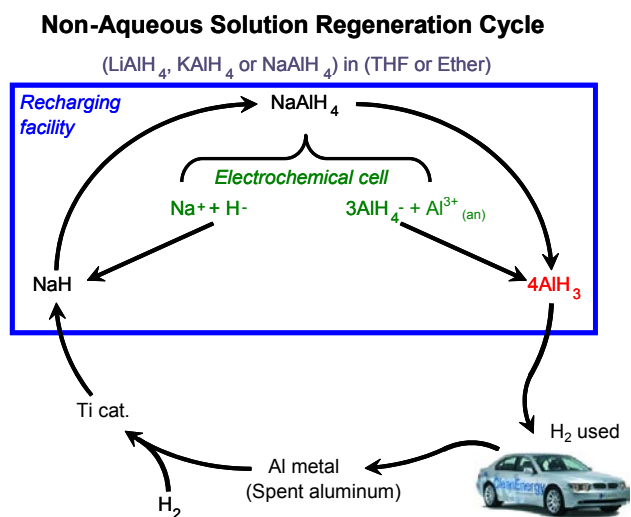 Non-Aqueous Solution Regeneration Cycle
(LiAlH₄, KAlH₄ or NaAlH₄) in (THF or Ether)
Recharging
facility
NaAlH₄
Electrochemical cell
Na⁺ + H⁻
3AlH₄⁻ + Al³⁺ (an)
NaH
4AlH₃
Ti cat.
H₂ used
Al metal
(Spent aluminum)
H₂
CleanEnergy